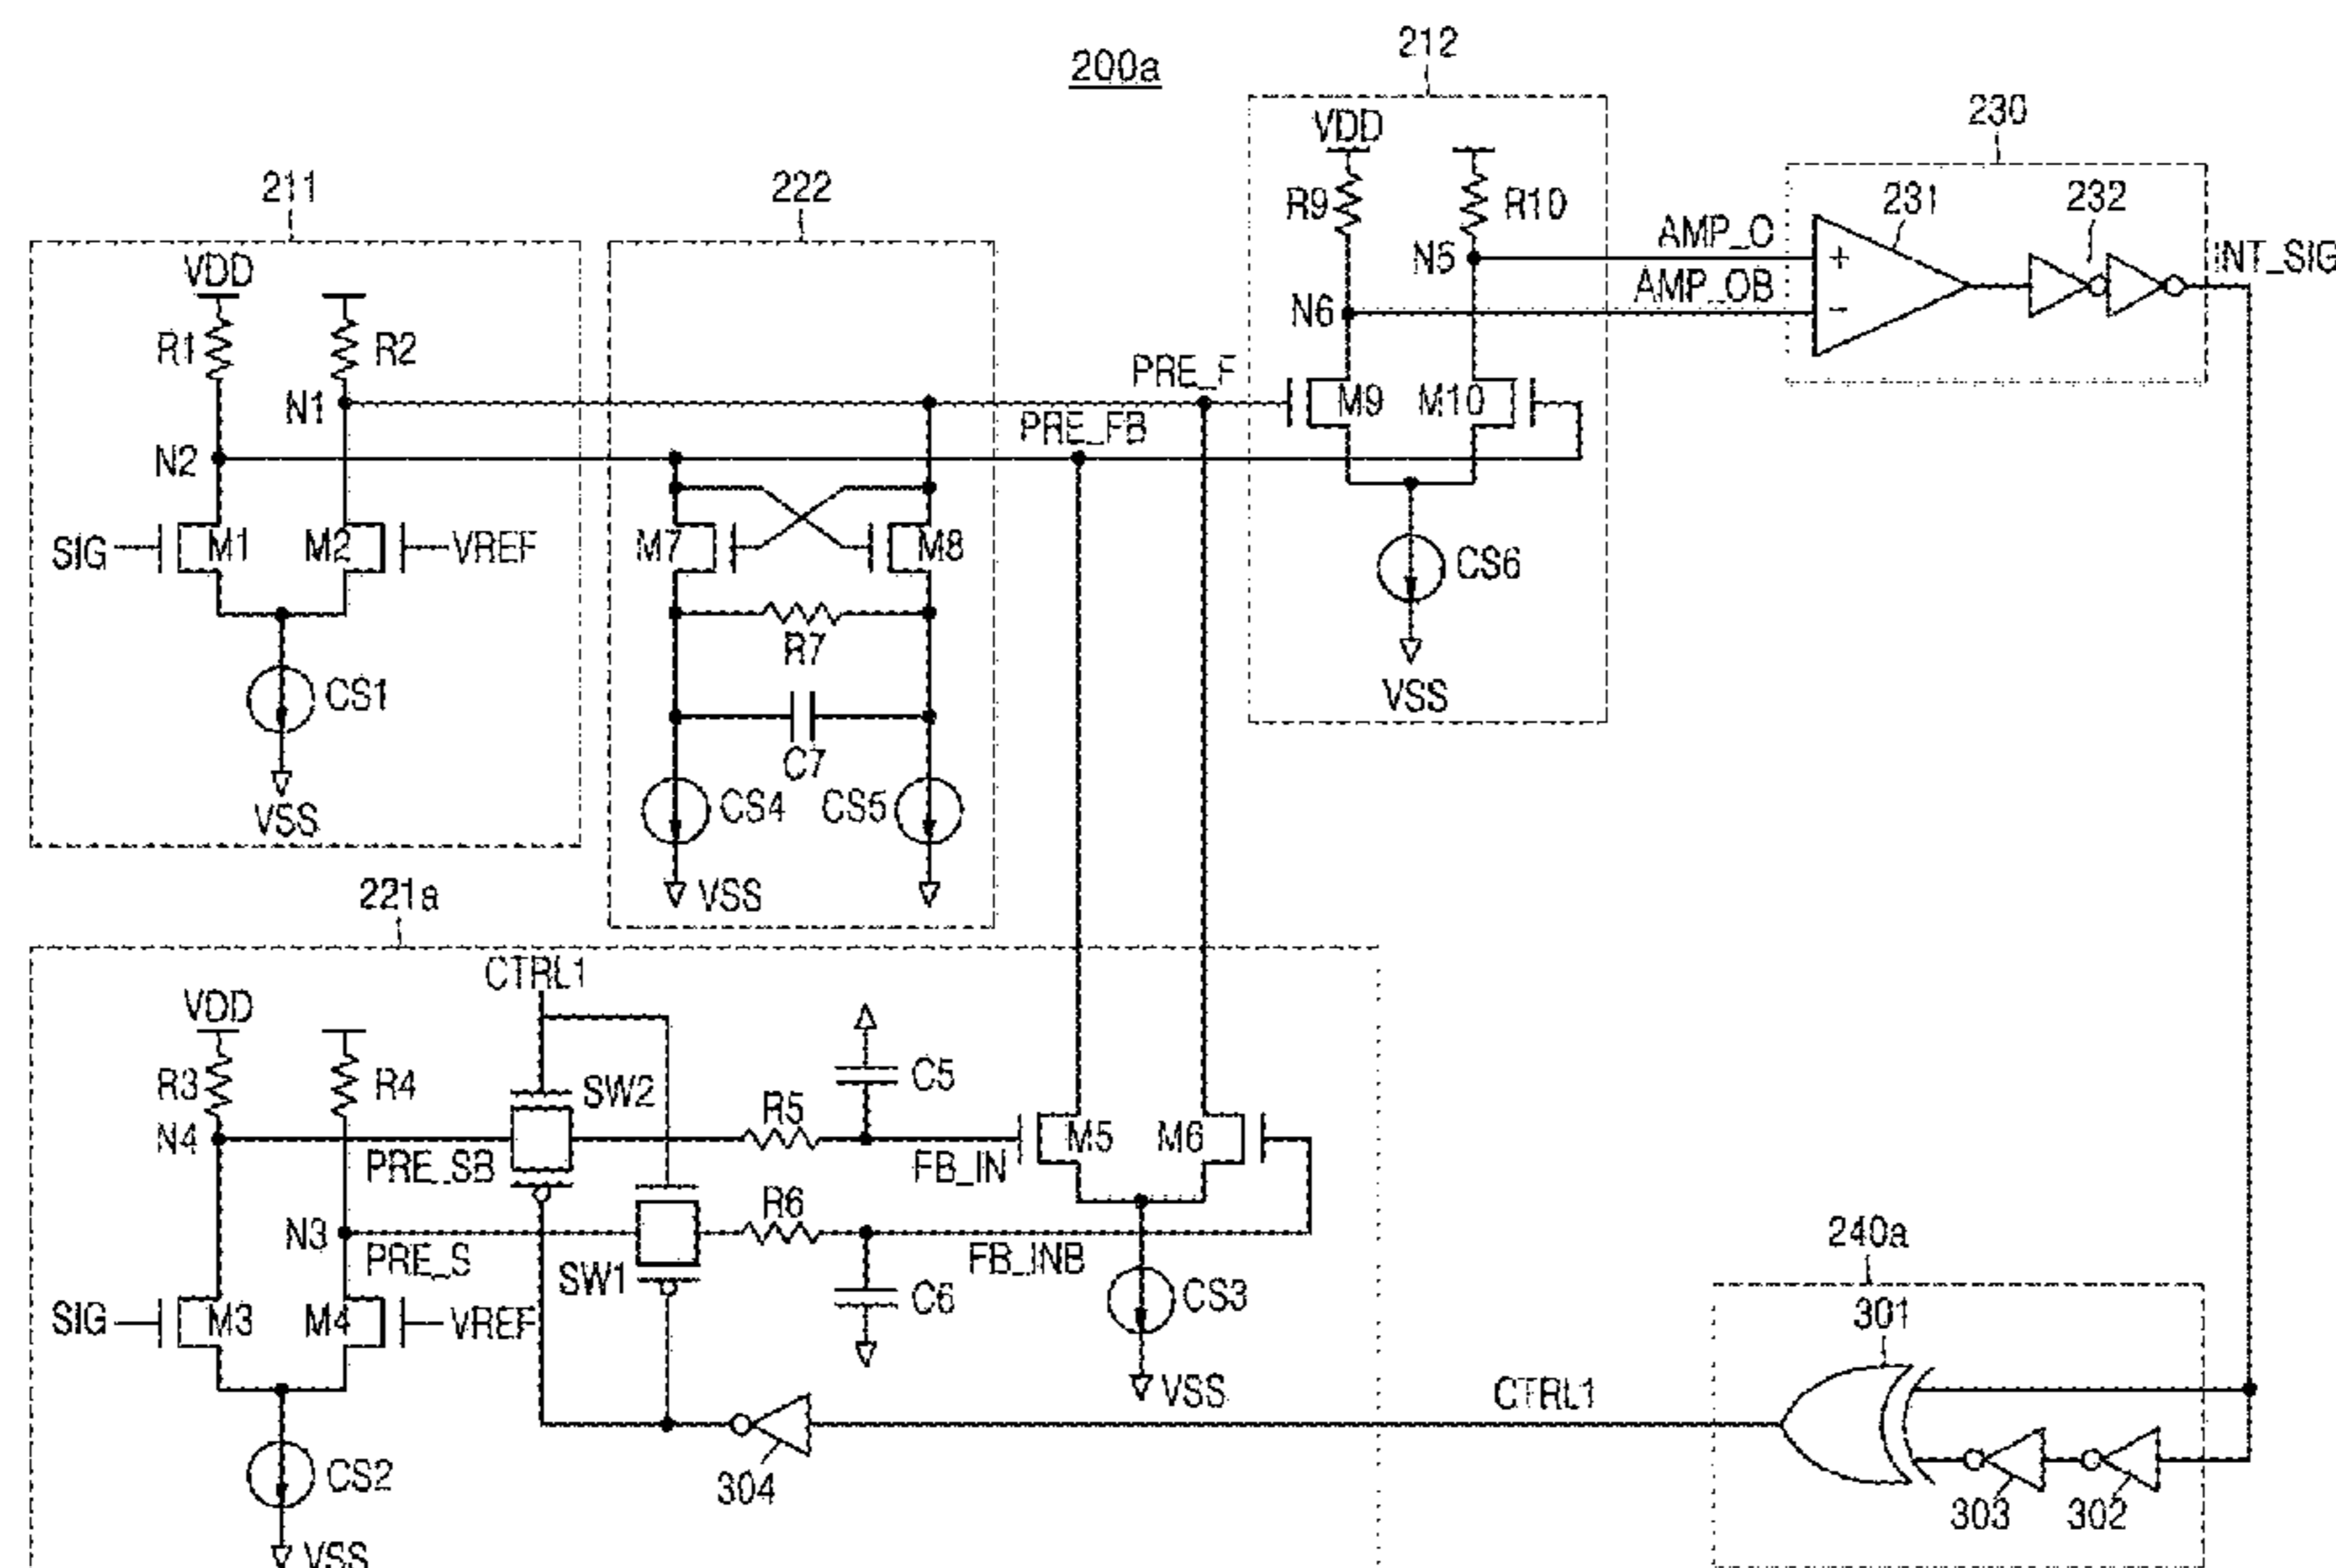 200a
212
VDD
R9
R10
N5
N6
M9
M10
CS6
VSS
230
231
232
AMP_O
AMP_OB
+
-
INT_SIG
211
VDD
R1
R2
N1
N2
SIG
M1
M2
VREF
CS1
VSS
222
PRE_F
PRE_FB
M7
M8
R7
C7
CS4
CS5
VSS
221a
CTRL1
VDD
R3
R4
N4
PRE_SB
SW2
R5
C5
FB_IN
M5
M6
N3
PRE_S
SW1
R6
C6
FB_INB
CS3
VSS
SIG
M3
M4
VREF
CS2
VSS
304
CTRL1
240a
301
303
302